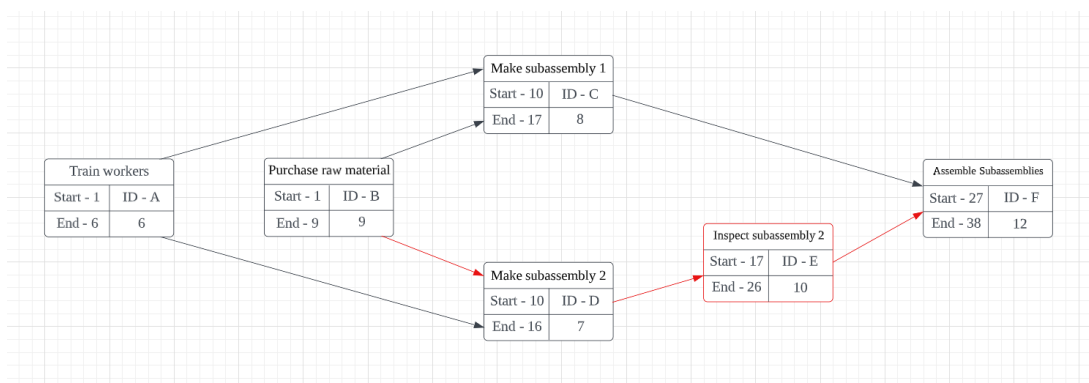 Make subassembly 1
Start - 10 ID - C
End - 17 8
Train workers
Start - 1 ID - A
End - 6 6
Purchase raw material
Start - 1 ID - B
End - 9 9
Make subassembly 2
Start - 10 ID - D
End - 16 7
Inspect subassembly 2
Start - 17 ID - E
End - 26 10
Assemble Subassemblies
Start - 27 ID - F
End - 38 12